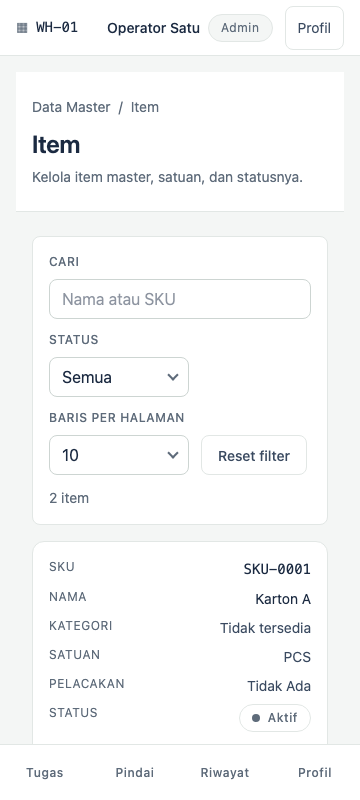 WH-01 Operator Satu Admin Profil
Data Master / Item
Item
Kelola item master, satuan, dan statusnya.
CARI
Nama atau SKU
STATUS
Semua
BARIS PER HALAMAN
10 Reset filter
2 item
SKU SKU-0001
NAMA Karton A
KATEGORI Tidak tersedia
SATUAN PCS
PELACAKAN Tidak Ada
STATUS Aktif
Tugas Pindai Riwayat Profil